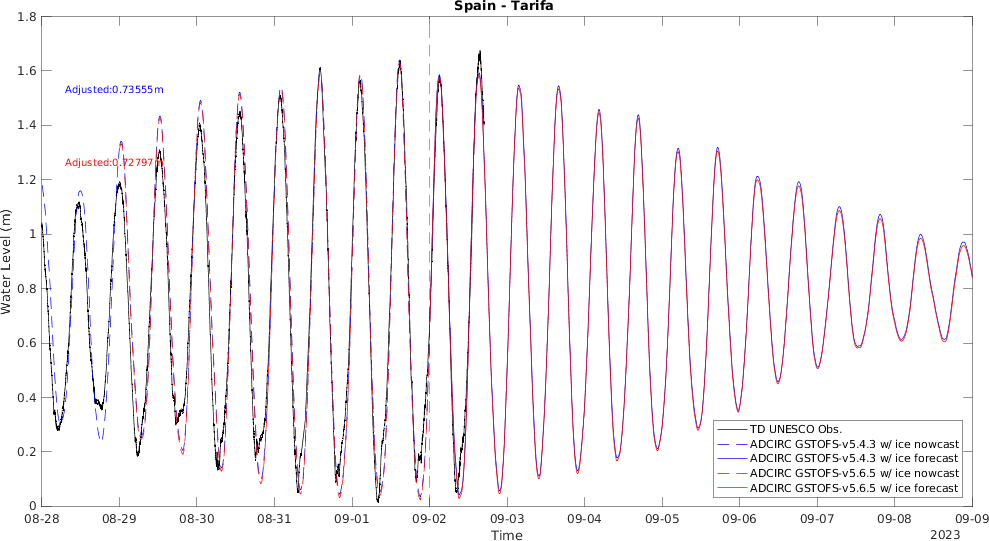 Spain - Tarifa
1.8
1.6
1.4
1.2
1
0.8
0.6
0.4
0.2
0
Water Level (m)
Adjusted:0.73555m
Adjusted:0.72797m
TD UNESCO Obs.
ADCIRC GSTOFS-v5.4.3 w/ ice nowcast
ADCIRC GSTOFS-v5.4.3 w/ ice forecast
ADCIRC GSTOFS-v5.6.5 w/ ice nowcast
ADCIRC GSTOFS-v5.6.5 w/ ice forecast
08-28 08-29 08-30 08-31 09-01 09-02 09-03 09-04 09-05 09-06 09-07 09-08 09-09
Time
2023